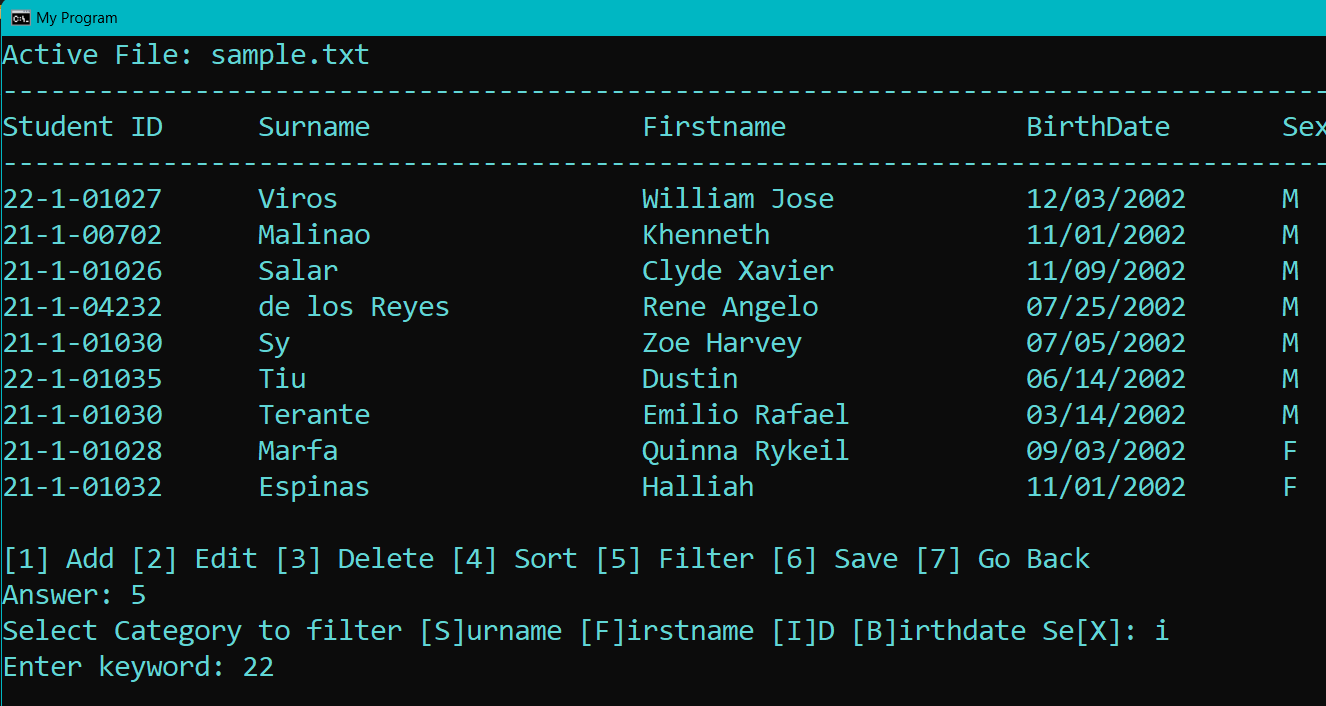 My Program
Active File: sample.txt
-----------------------------------------------------------------------------------
Student ID      Surname                 Firstname               BirthDate       Sex
-----------------------------------------------------------------------------------
22-1-01027      Viros                   William Jose            12/03/2002      M
21-1-00702      Malinao                 Khenneth                11/01/2002      M
21-1-01026      Salar                   Clyde Xavier            11/09/2002      M
21-1-04232      de los Reyes            Rene Angelo             07/25/2002      M
21-1-01030      Sy                      Zoe Harvey              07/05/2002      M
22-1-01035      Tiu                     Dustin                  06/14/2002      M
21-1-01030      Terante                 Emilio Rafael           03/14/2002      M
21-1-01028      Marfa                   Quinna Rykeil           09/03/2002      F
21-1-01032      Espinas                 Halliah                 11/01/2002      F
[1] Add [2] Edit [3] Delete [4] Sort [5] Filter [6] Save [7] Go Back
Answer: 5
Select Category to filter [S]urname [F]irstname [I]D [B]irthdate Se[X]: i
Enter keyword: 22